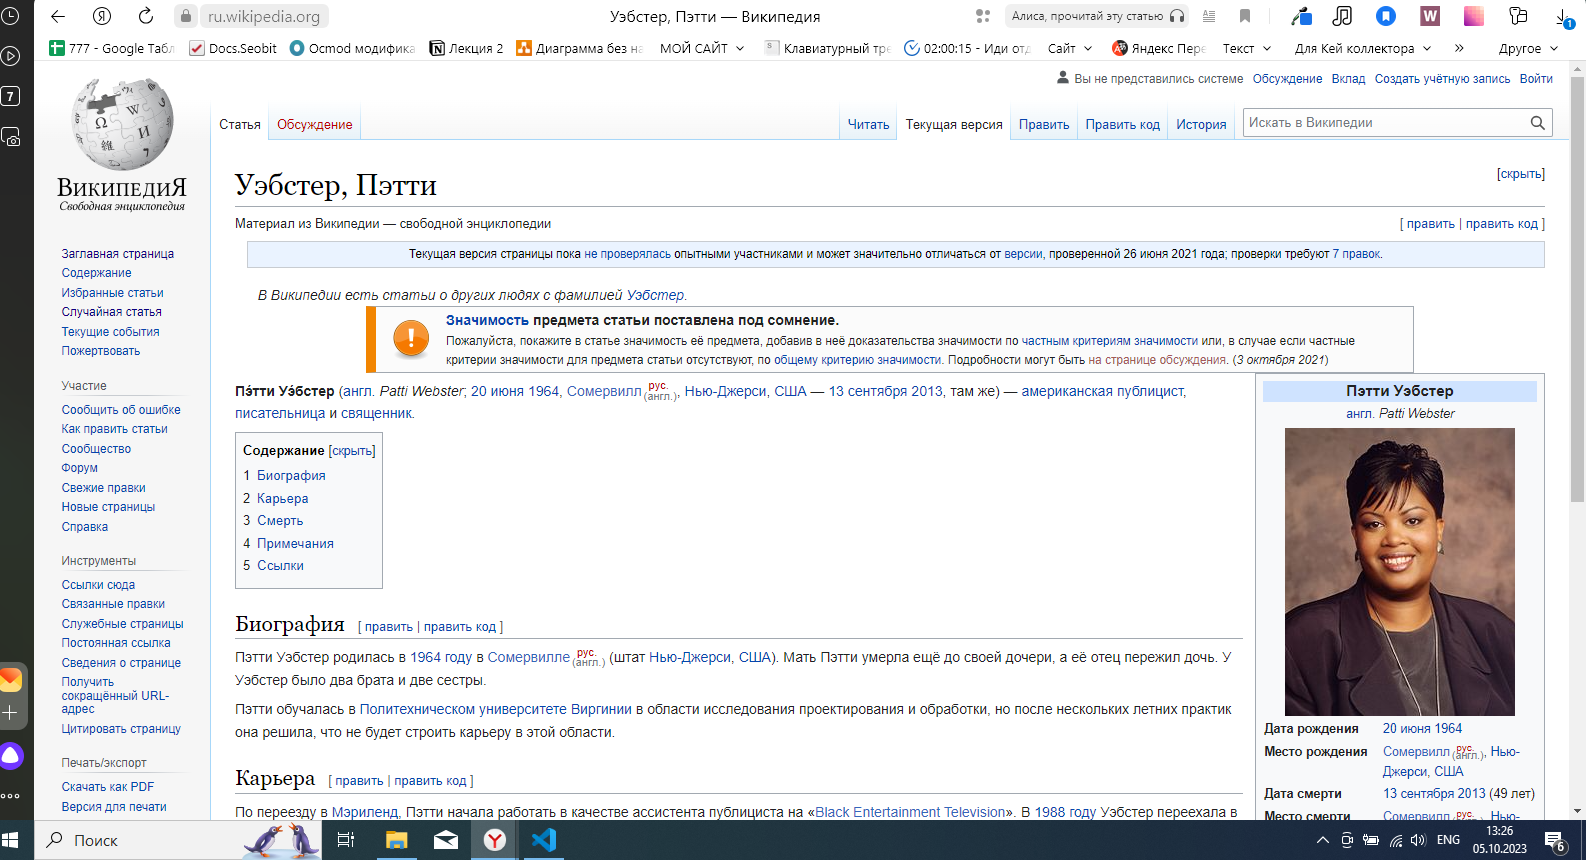 ru.wikipedia.org
Уэбстер, Пэтти — Википедия
Алиса, прочитай эту статью
1
777 - Google Табл
Docs.Seobit
Ocmod модифика
Лекция 2
Диаграмма без на
МОЙ САЙТ
Клавиатурный тре
02:00:15 - Иди отд
Сайт
Яндекс Пере
Текст
Для Кей коллектора
»
Другое
7
Вы не представились системе Обсуждение Вклад Создать учётную запись Войти
Статья Обсуждение Читать Текущая версия Править Править код История Искать в Википедии
ВИКИПЕДИЯ
Свободная энциклопедия
Заглавная страница
Содержание
Избранные статьи
Случайная статья
Текущие события
Пожертвовать
Участие
Сообщить об ошибке
Как править статьи
Сообщество
Форум
Свежие правки
Новые страницы
Справка
Инструменты
Ссылки сюда
Связанные правки
Служебные страницы
Постоянная ссылка
Сведения о странице
Получить
сокращённый URL-
адрес
Цитировать страницу
Печать/экспорт
Скачать как PDF
Версия для печати
Уэбстер, Пэтти
[скрыть]
Материал из Википедии — свободной энциклопедии
[ править | править код ]
Текущая версия страницы пока не проверялась опытными участниками и может значительно отличаться от версии, проверенной 26 июня 2021 года; проверки требуют 7 правок.
В Википедии есть статьи о других людях с фамилией Уэбстер.
Значимость предмета статьи поставлена под сомнение.
Пожалуйста, покажите в статье значимость её предмета, добавив в неё доказательства значимости по частным критериям значимости или, в случае если частные
критерии значимости для предмета статьи отсутствуют, по общему критерию значимости. Подробности могут быть на странице обсуждения. (3 октября 2021)
Пэ́тти Уэ́бстер (англ. Patti Webster; 20 июня 1964, Сомервилл рус. (англ.), Нью-Джерси, США — 13 сентября 2013, там же) — американская публицист,
писательница и священник.
Содержание [скрыть]
1 Биография
2 Карьера
3 Смерть
4 Примечания
5 Ссылки
Биография [ править | править код ]
Пэтти Уэбстер родилась в 1964 году в Сомервилле рус. (англ.) (штат Нью-Джерси, США). Мать Пэтти умерла ещё до своей дочери, а её отец пережил дочь. У
Уэбстер было два брата и две сестры.
Пэтти обучалась в Политехническом университете Виргинии в области исследования проектирования и обработки, но после нескольких летних практик
она решила, что не будет строить карьеру в этой области.
Карьера [ править | править код ]
По переезду в Мэриленд, Пэтти начала работать в качестве ассистента публициста на «Black Entertainment Television». В 1988 году Уэбстер переехала в
Пэтти Уэбстер
англ. Patti Webster
Дата рождения 20 июня 1964
Место рождения Сомервилл рус. (англ.), Нью-
Джерси, США
Дата смерти 13 сентября 2013 (49 лет)
Место смерти Сомервилл рус. (англ.), Нью-
Поиск
ENG
13:26
05.10.2023
6